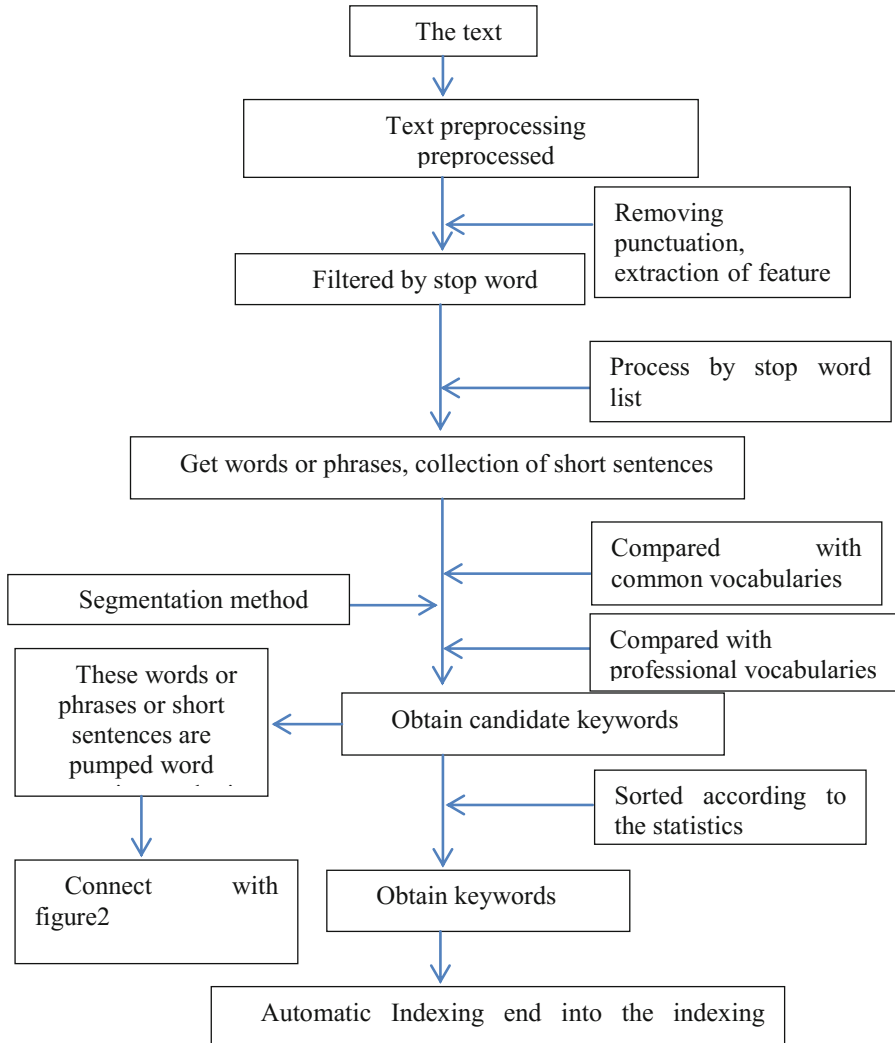 The text
Text preprocessing
preprocessed
Removing
punctuation,
extraction of feature
Filtered by stop word
Process by stop word
list
Get words or phrases, collection of short sentences
Compared with
common vocabularies
Segmentation method
Compared with
professional vocabularies
These words or
phrases or short
sentences are
pumped word
Obtain candidate keywords
Sorted according to
the statistics
Connect with
figure2
Obtain keywords
Automatic Indexing end into the indexing